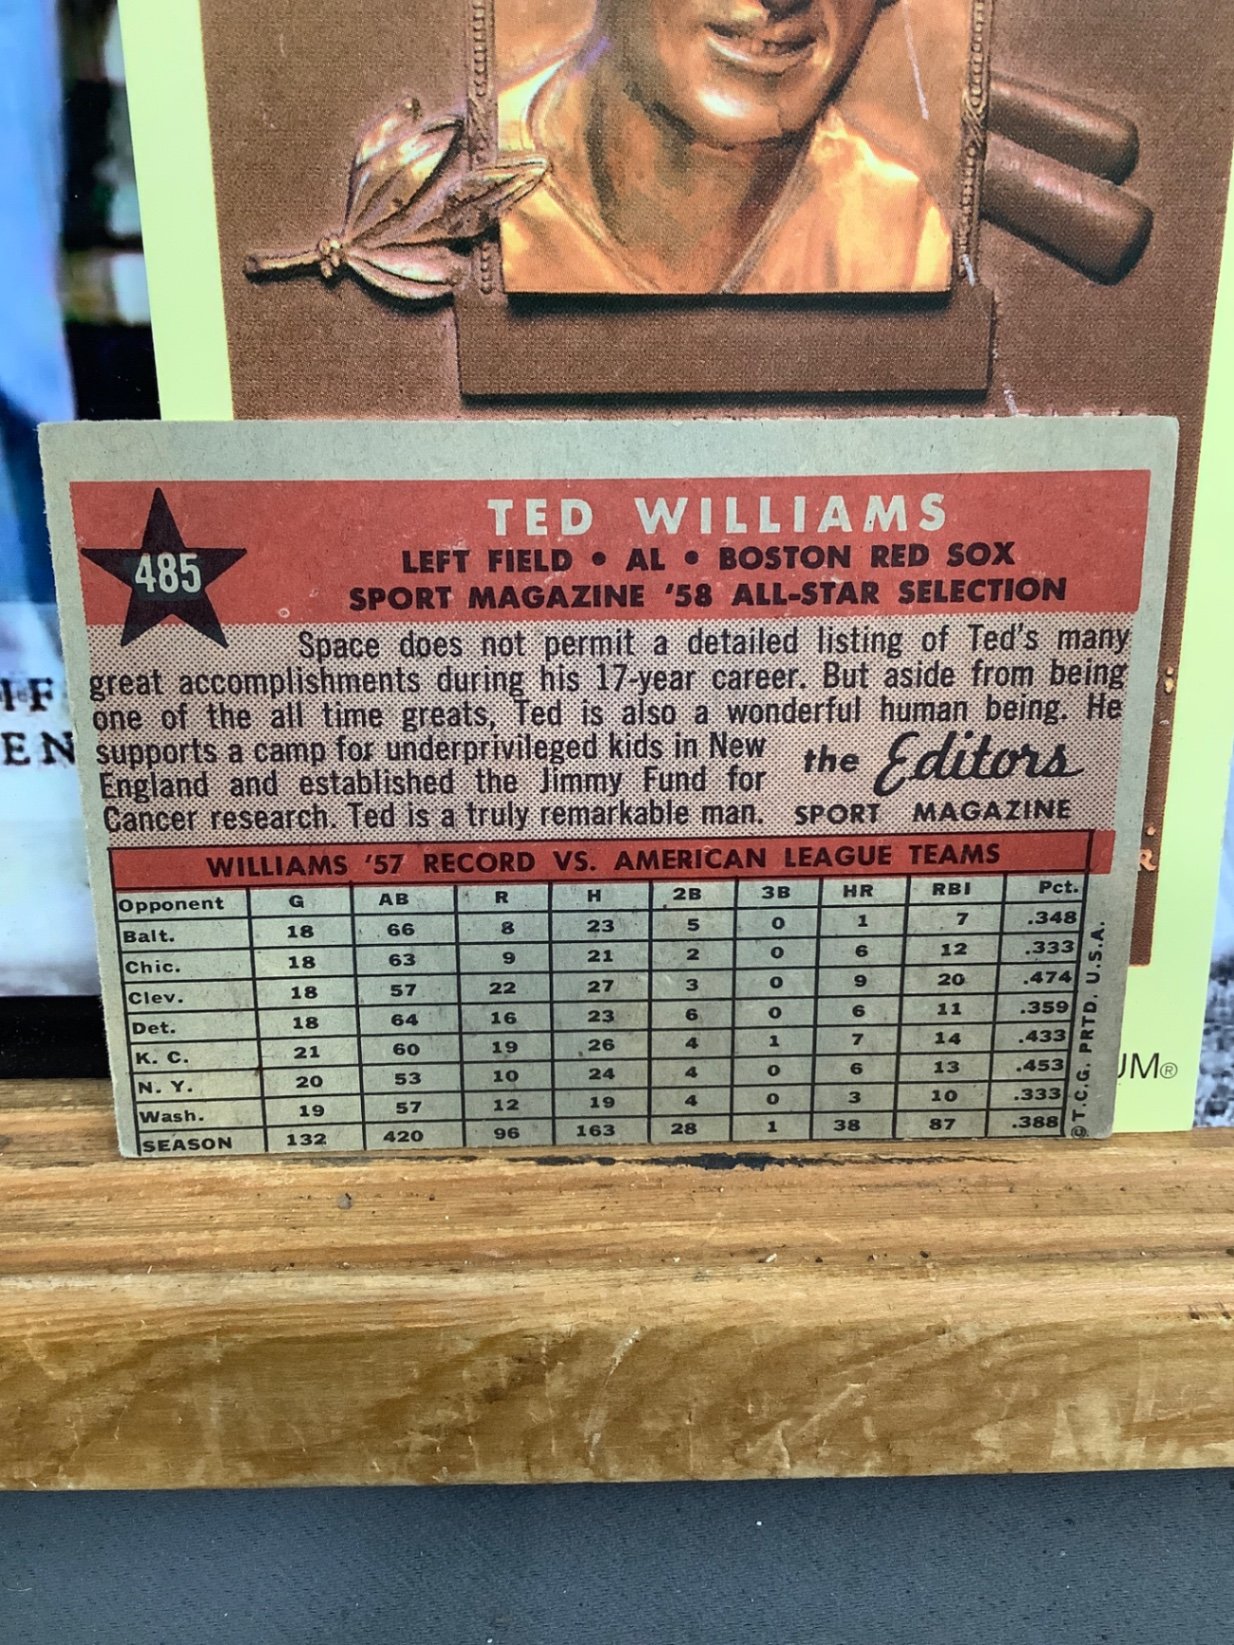 485
TED WILLIAMS
LEFT FIELD • AL • BOSTON RED SOX
SPORT MAGAZINE '58 ALL-STAR SELECTION
Space does not permit a detailed listing of Ted's many
great accomplishments during his 17-year career. But aside from being
one of the all time greats, Ted is also a wonderful human being. He
supports a camp for underprivileged kids in New
England and established the Jimmy Fund for
Cancer research. Ted is a truly remarkable man.
the Editors
SPORT MAGAZINE
WILLIAMS '57 RECORD VS. AMERICAN LEAGUE TEAMS
Opponent G AB R H 2B 3B HR RBI Pct.
Balt. 18 66 8 23 5 0 1 7 .348
Chic. 18 63 9 21 2 0 6 12 .333
Clev. 18 57 22 27 3 0 9 20 .474
Det. 18 64 16 23 6 0 6 11 .359
K. C. 21 60 19 26 4 1 7 14 .433
N. Y. 20 53 10 24 4 0 6 13 .453
Wash. 19 57 12 19 4 0 3 10 .333
SEASON 132 420 96 163 28 1 38 87 .388
© T.C.G. PRTD. U.S.A.
IF
EN
R
UM®